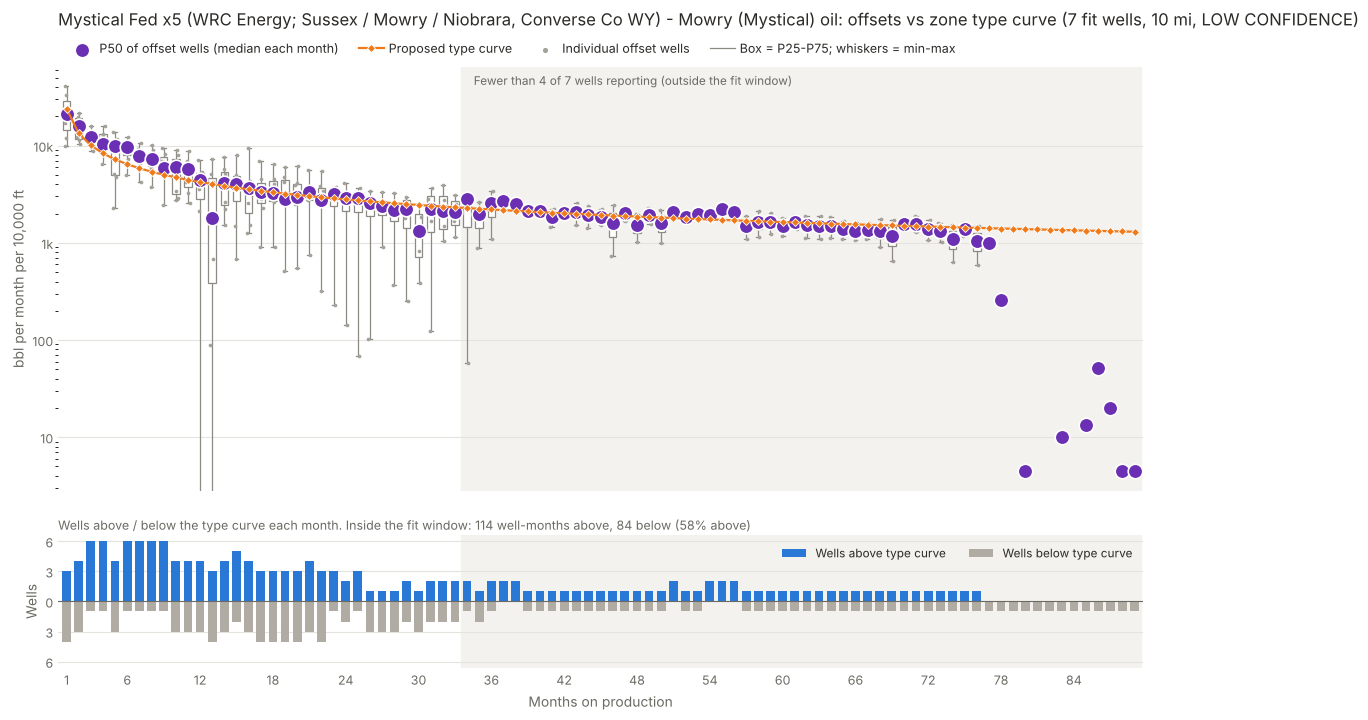 Mystical Fed x5 (WRC Energy; Sussex / Mowry / Niobrara, Converse Co WY) - Mowry (Mystical) oil: offsets vs zone type curve (7 fit wells, 10 mi, LOW CONFIDENCE)
P50 of offset wells (median each month) Proposed type curve Individual offset wells Box = P25-P75; whiskers = min-max
Fewer than 4 of 7 wells reporting (outside the fit window)
10k
1k
100
10
bbl per month per 10,000 ft
Wells above / below the type curve each month. Inside the fit window: 114 well-months above, 84 below (58% above)
Wells above type curve Wells below type curve
6
3
0
3
6
Wells
1 6 12 18 24 30 36 42 48 54 60 66 72 78 84
Months on production